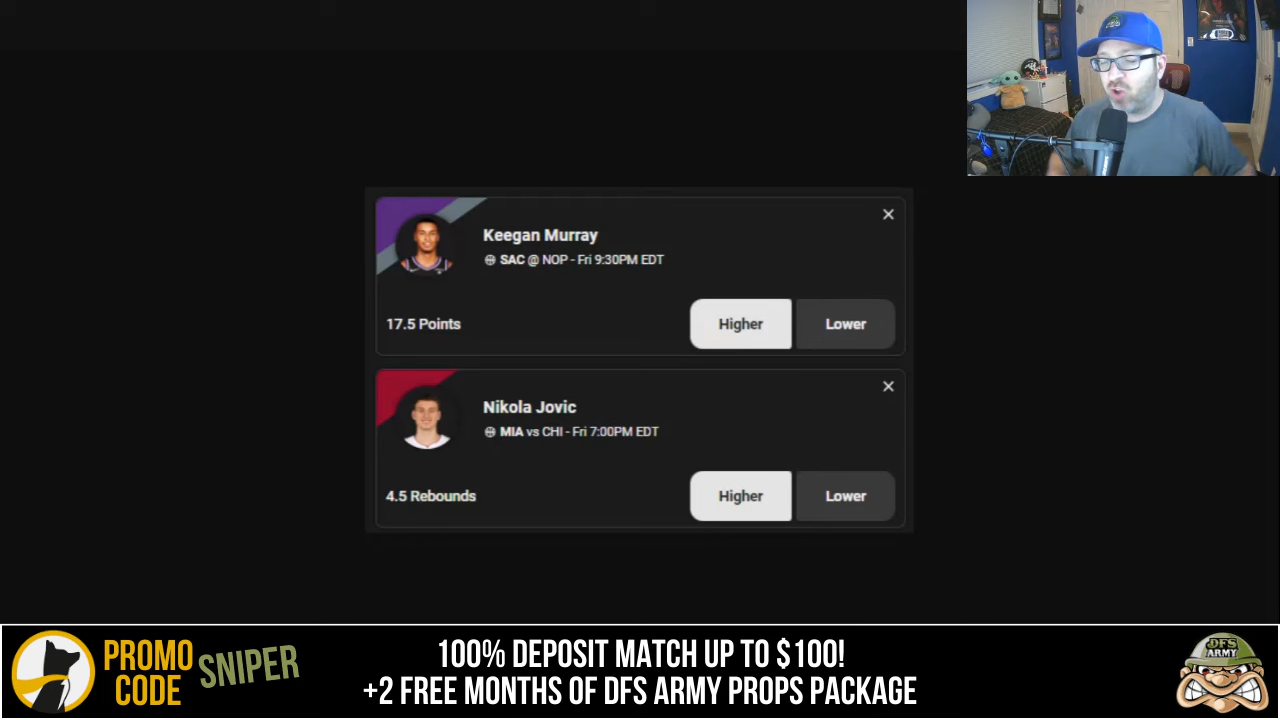 Keegan Murray
SAC @ NOP - Fri 9:30PM EDT
17.5 Points
Higher
Lower
Nikola Jovic
MIA vs CHI - Fri 7:00PM EDT
4.5 Rebounds
Higher
Lower
PROMO
CODE
SNIPER
100% DEPOSIT MATCH UP TO $100!
+2 FREE MONTHS OF DFS ARMY PROPS PACKAGE
DFS
ARMY